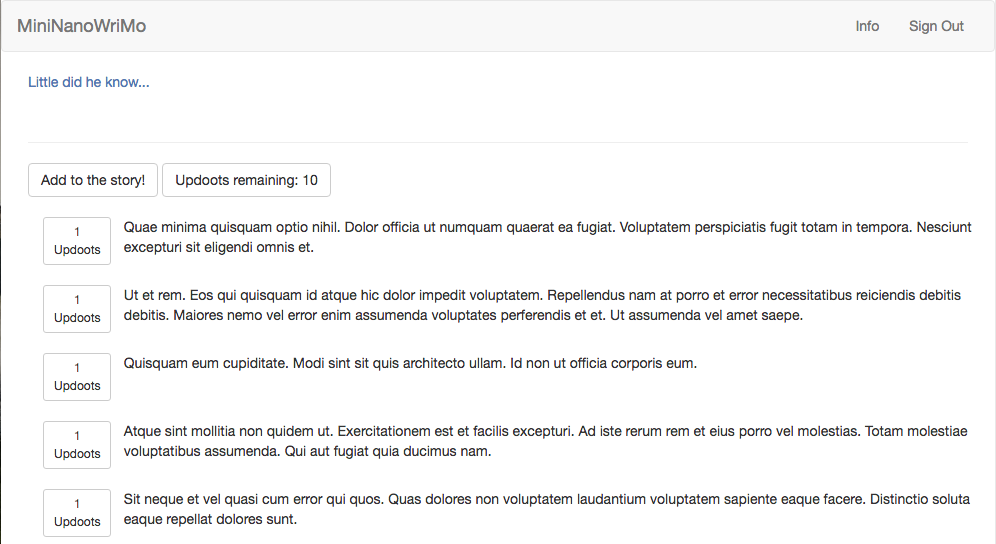 MiniNanoWriMo
Info
Sign Out
Little did he know...
Add to the story!
Updoots remaining: 10
1
Updoots
Quae minima quisquam optio nihil. Dolor officia ut numquam quaerat ea fugiat. Voluptatem perspiciatis fugit totam in tempora. Nesciunt
excepturi sit eligendi omnis et.
1
Updoots
Ut et rem. Eos qui quisquam id atque hic dolor impedit voluptatem. Repellendus nam at porro et error necessitatibus reiciendis debitis
debitis. Maiores nemo vel error enim assumenda voluptates perferendis et et. Ut assumenda vel amet saepe.
1
Updoots
Quisquam eum cupiditate. Modi sint sit quis architecto ullam. Id non ut officia corporis eum.
1
Updoots
Atque sint mollitia non quidem ut. Exercitationem est et facilis excepturi. Ad iste rerum rem et eius porro vel molestias. Totam molestiae
voluptatibus assumenda. Qui aut fugiat quia ducimus nam.
1
Updoots
Sit neque et vel quasi cum error qui quos. Quas dolores non voluptatem laudantium voluptatem sapiente eaque facere. Distinctio soluta
eaque repellat dolores sunt.